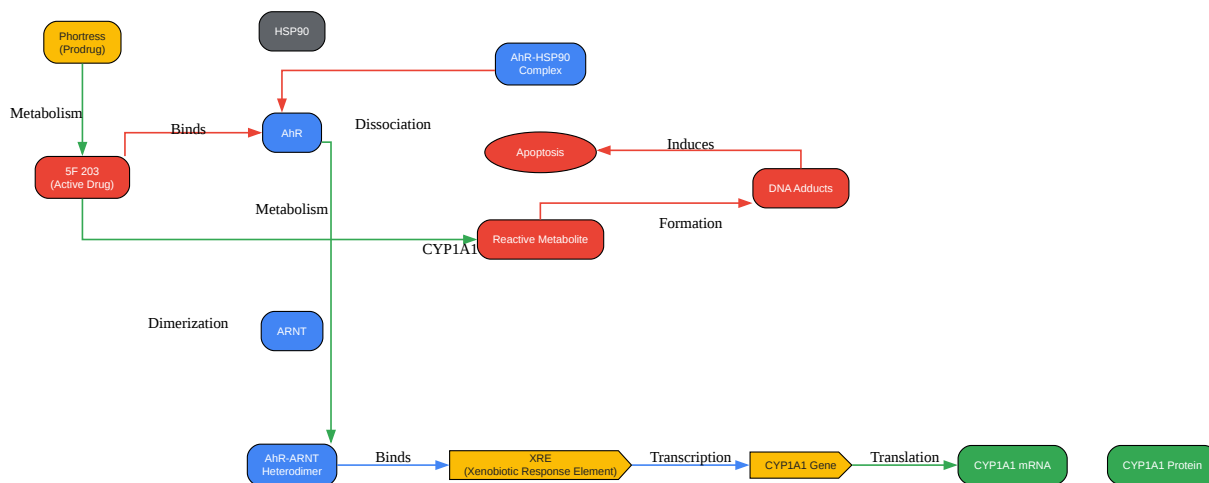 Phortress
(Prodrug)
HSP90
AhR-HSP90
Complex
Metabolism
Binds
AhR
Dissociation
Apoptosis
Induces
5F 203
(Active Drug)
DNA Adducts
Metabolism
CYP1A1
Reactive Metabolite
Formation
Dimerization
ARNT
AhR-ARNT
Heterodimer
Binds
XRE
(Xenobiotic Response Element)
Transcription
CYP1A1 Gene
Translation
CYP1A1 mRNA
CYP1A1 Protein